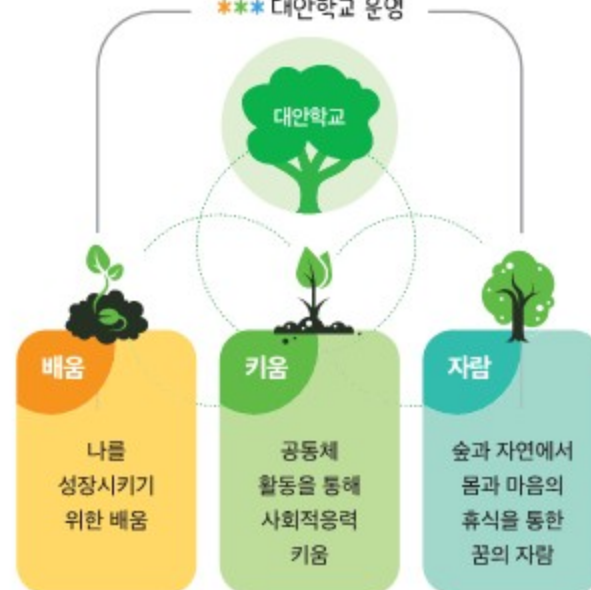 *** 대안학교 운영
대안학교
배움
나를
성장시키기
위한 배움
키움
공동체
활동을 통해
사회적응력
키움
자람
숲과 자연에서
몸과 마음의
휴식을 통한
꿈의 자람